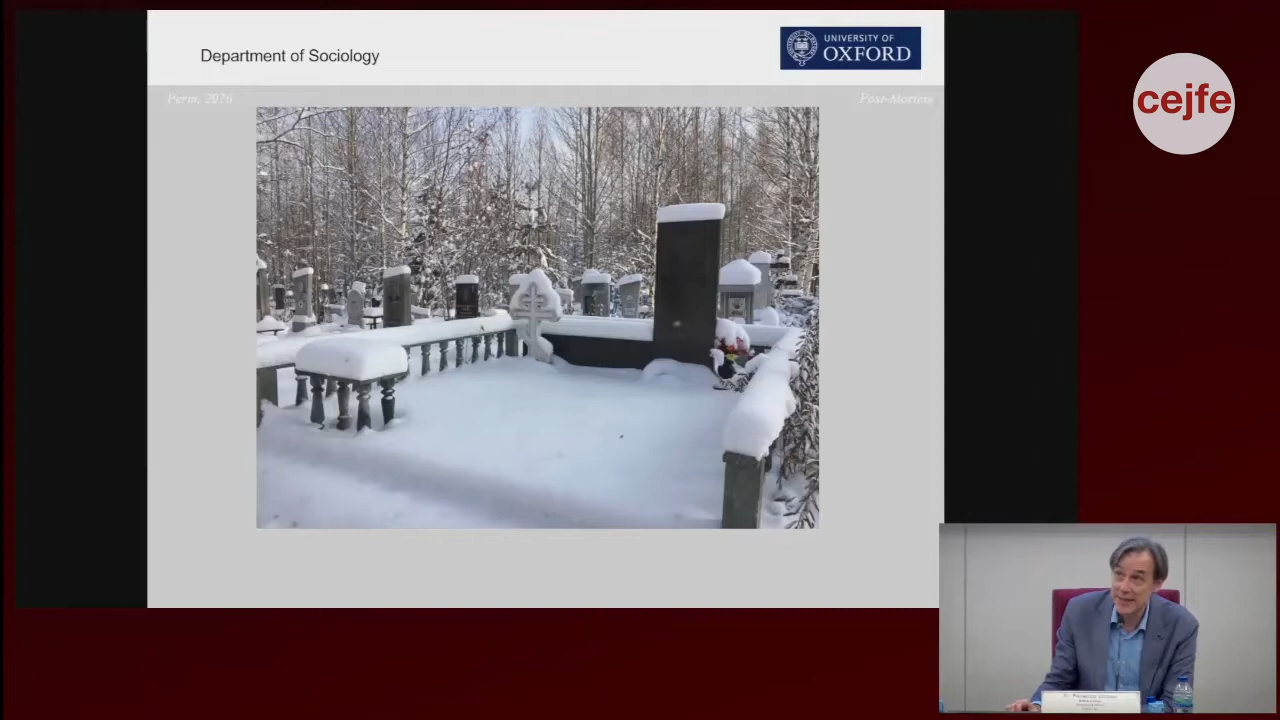 Department of Sociology
UNIVERSITY OF
OXFORD
cejfe
Perm, 2016
Post-Mortem